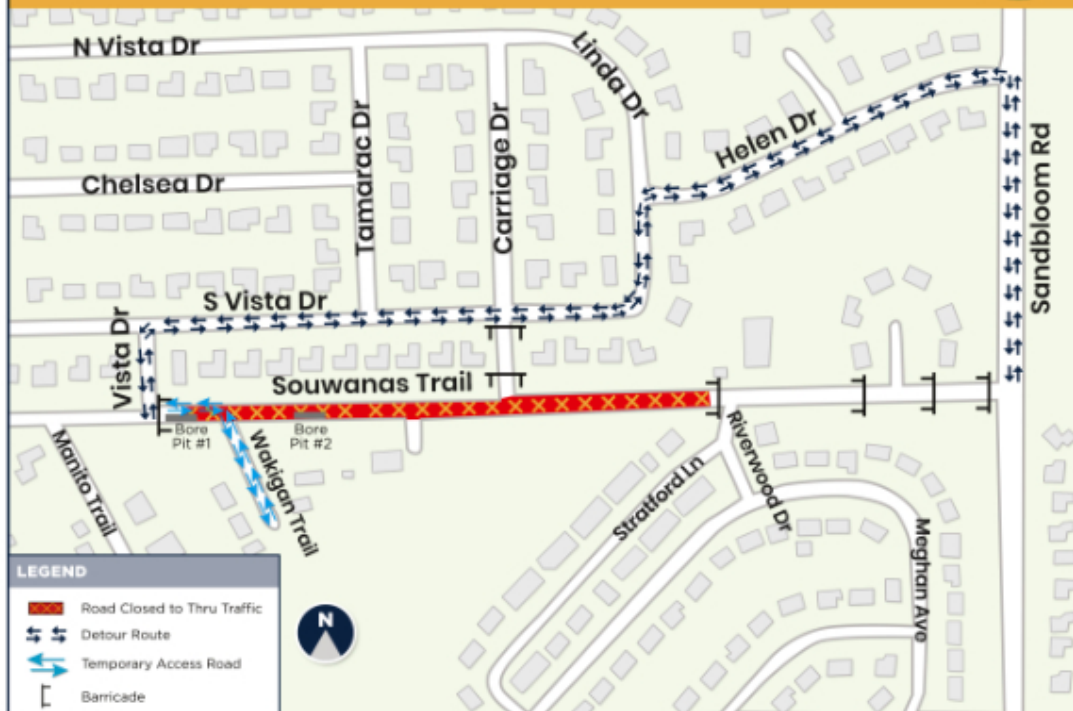 N Vista Dr
Linda Dr
Helen Dr
Tamarac Dr
Carriage Dr
Chelsea Dr
Sandbloom Rd
S Vista Dr
Vista Dr
Souwanas Trail
Bore
Pit #1
Bore
Pit #2
Wakigan Trail
Manito Trail
Riverwood Dr
Stratford Ln
Meghan Ave
LEGEND
Road Closed to Thru Traffic
Detour Route
Temporary Access Road
Barricade
N